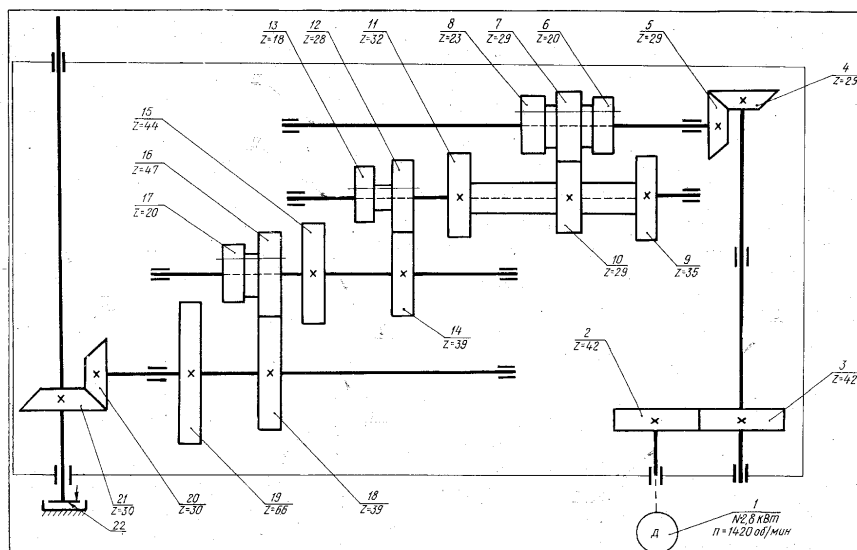 13
Z=18
12
Z=28
11
Z=32
8
Z=23
7
Z=29
6
Z=20
5
Z=29
4
Z=29
15
Z=44
16
Z=47
17
Z=20
10
Z=29
9
Z=35
14
Z=39
2
Z=42
3
Z=42
21
Z=30
22
20
Z=30
19
Z=66
18
Z=39
Д
1
N=2,8 кВт
n=1420 об/мин